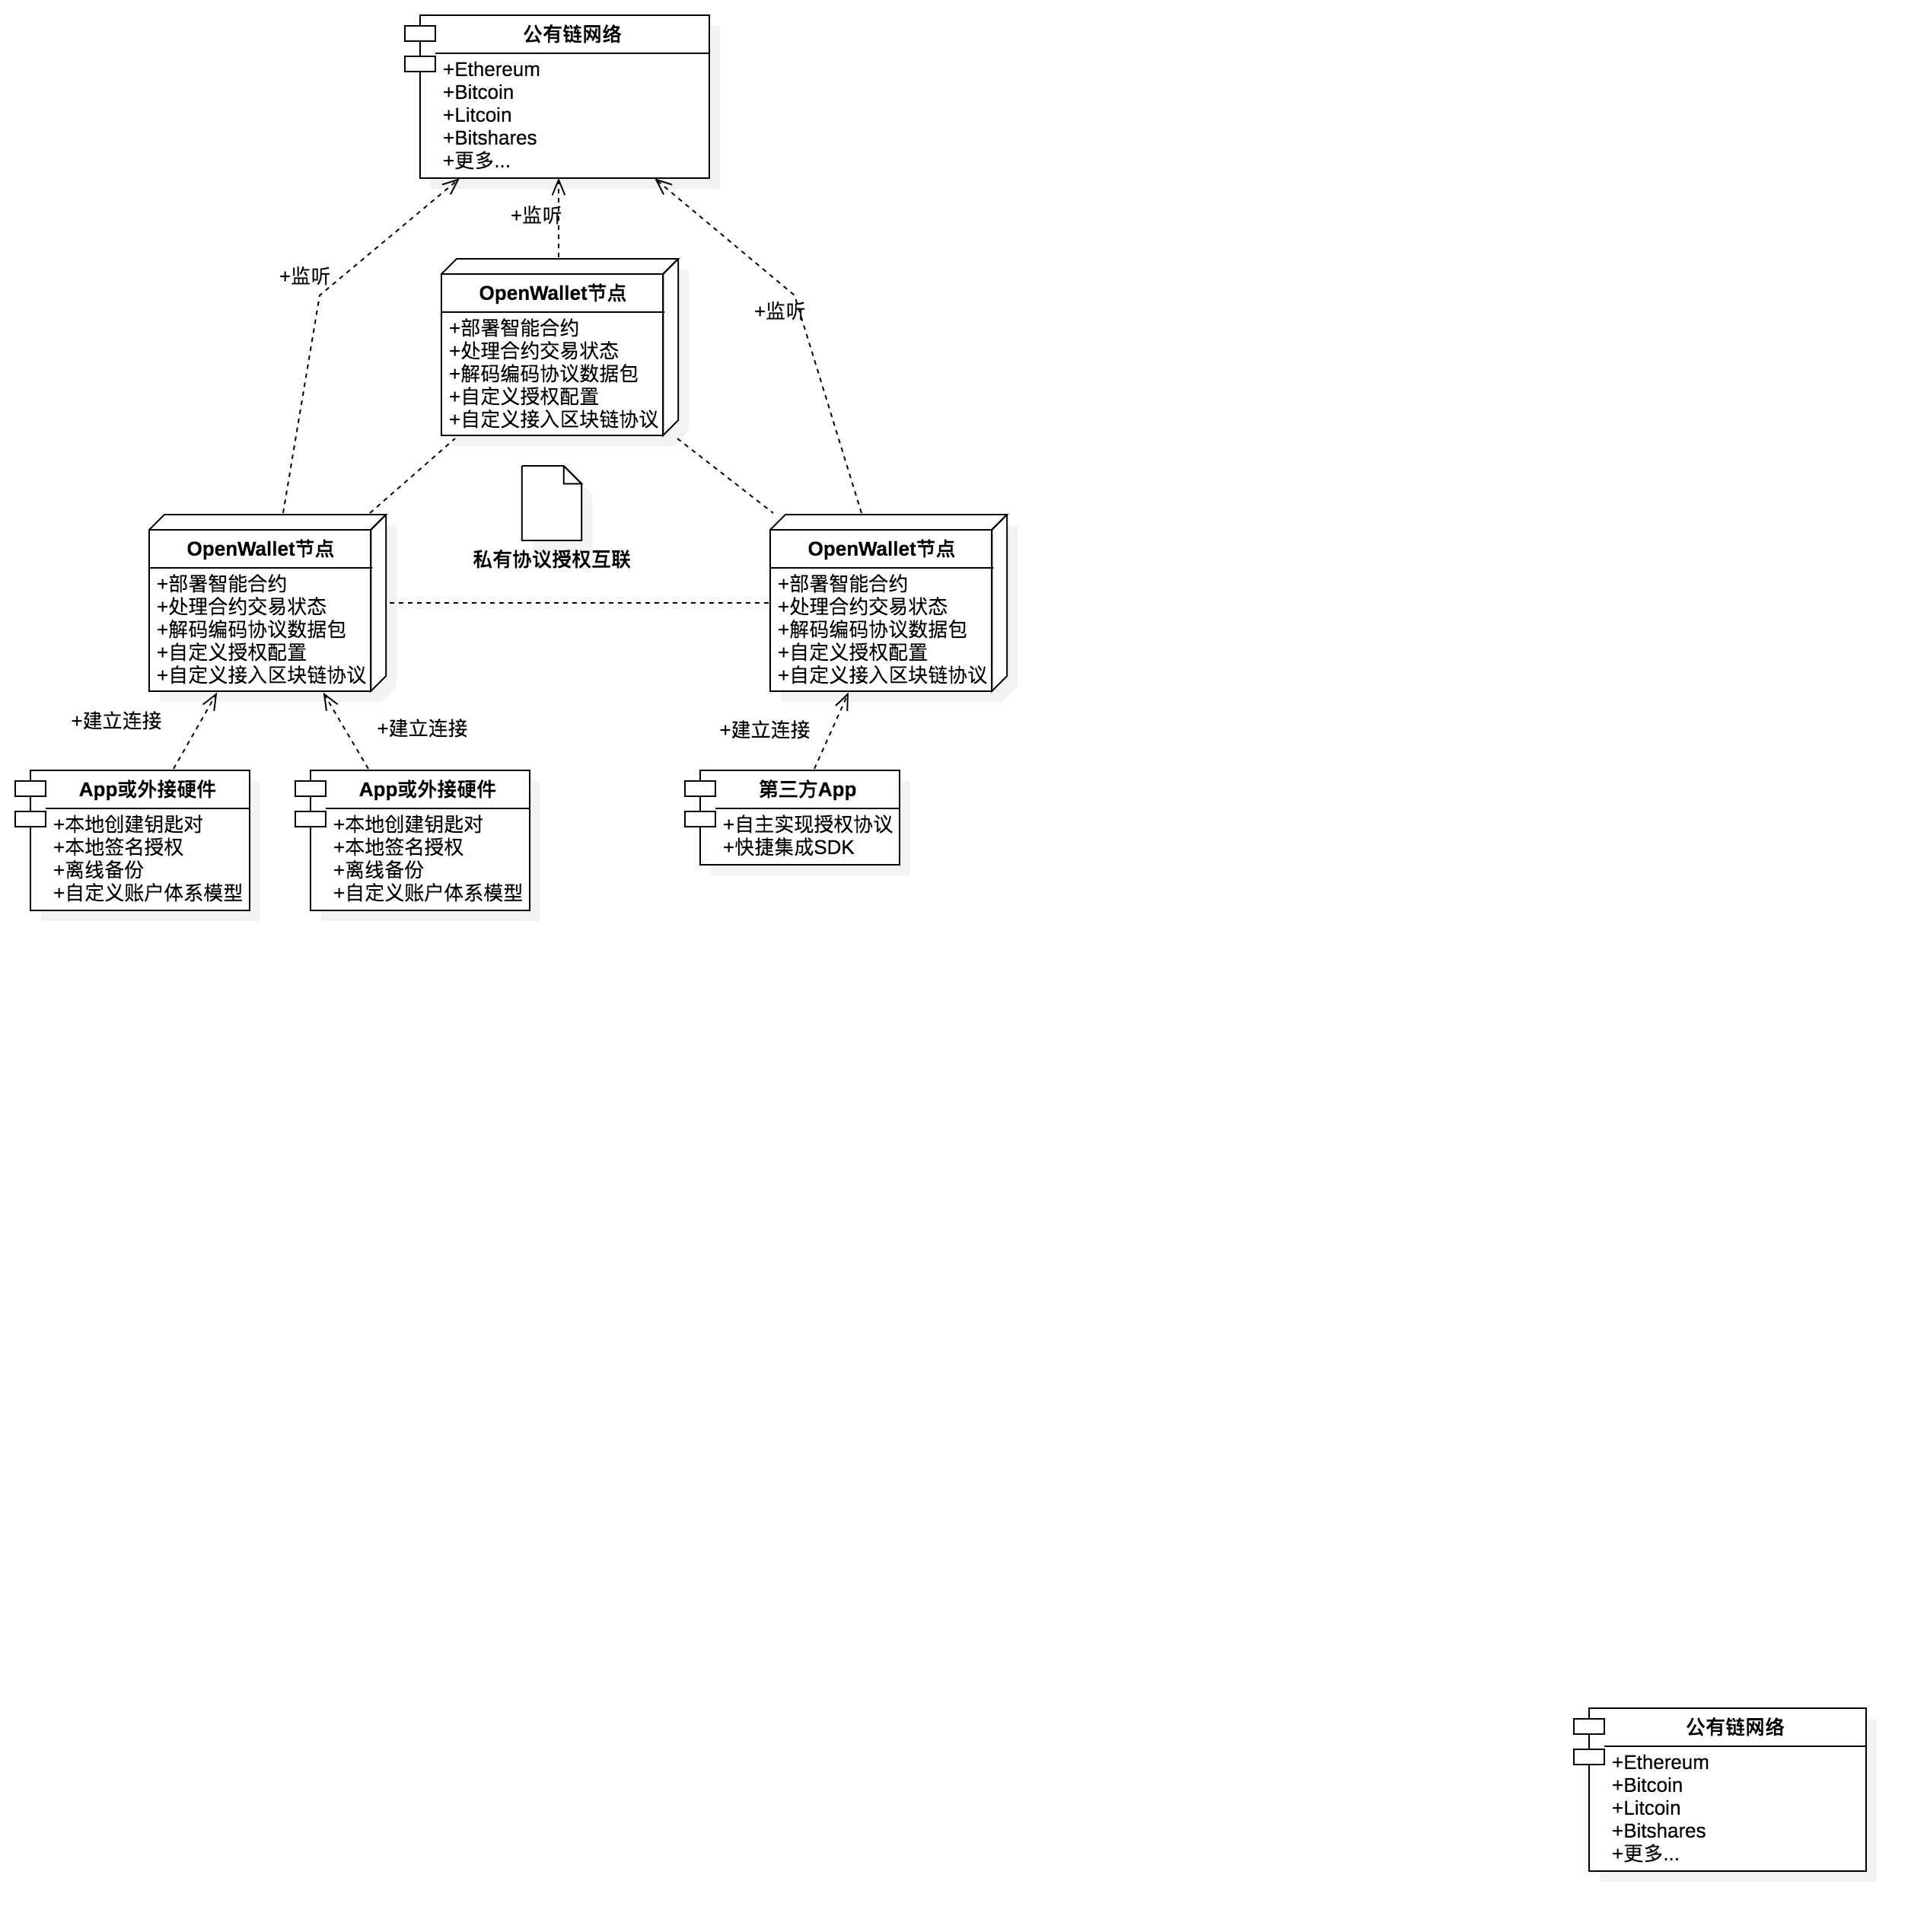 公有链网络
+Ethereum
+Bitcoin
+Litcoin
+Bitshares
+更多...
+监听
+监听
+监听
OpenWallet节点
+部署智能合约
+处理合约交易状态
+解码编码协议数据包
+自定义授权配置
+自定义接入区块链协议
私有协议授权互联
OpenWallet节点
+部署智能合约
+处理合约交易状态
+解码编码协议数据包
+自定义授权配置
+自定义接入区块链协议
OpenWallet节点
+部署智能合约
+处理合约交易状态
+解码编码协议数据包
+自定义授权配置
+自定义接入区块链协议
+建立连接
+建立连接
+建立连接
App或外接硬件
+本地创建钥匙对
+本地签名授权
+离线备份
+自定义账户体系模型
App或外接硬件
+本地创建钥匙对
+本地签名授权
+离线备份
+自定义账户体系模型
第三方App
+自主实现授权协议
+快捷集成SDK
公有链网络
+Ethereum
+Bitcoin
+Litcoin
+Bitshares
+更多...